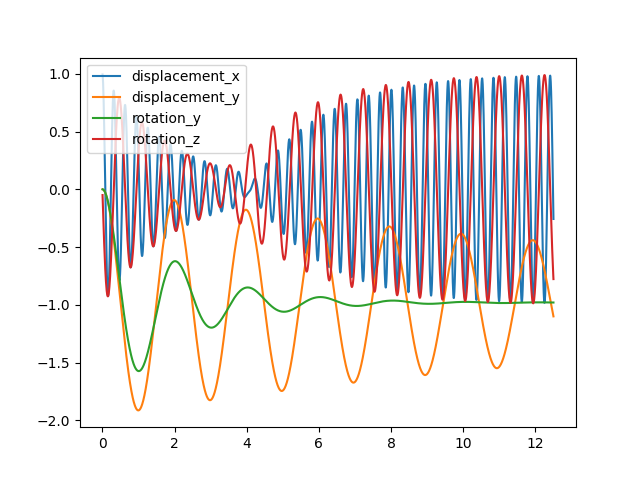 displacement_x
displacement_y
rotation_y
rotation_z
1.0
0.5
0.0
−0.5
−1.0
−1.5
−2.0
0 2 4 6 8 10 12